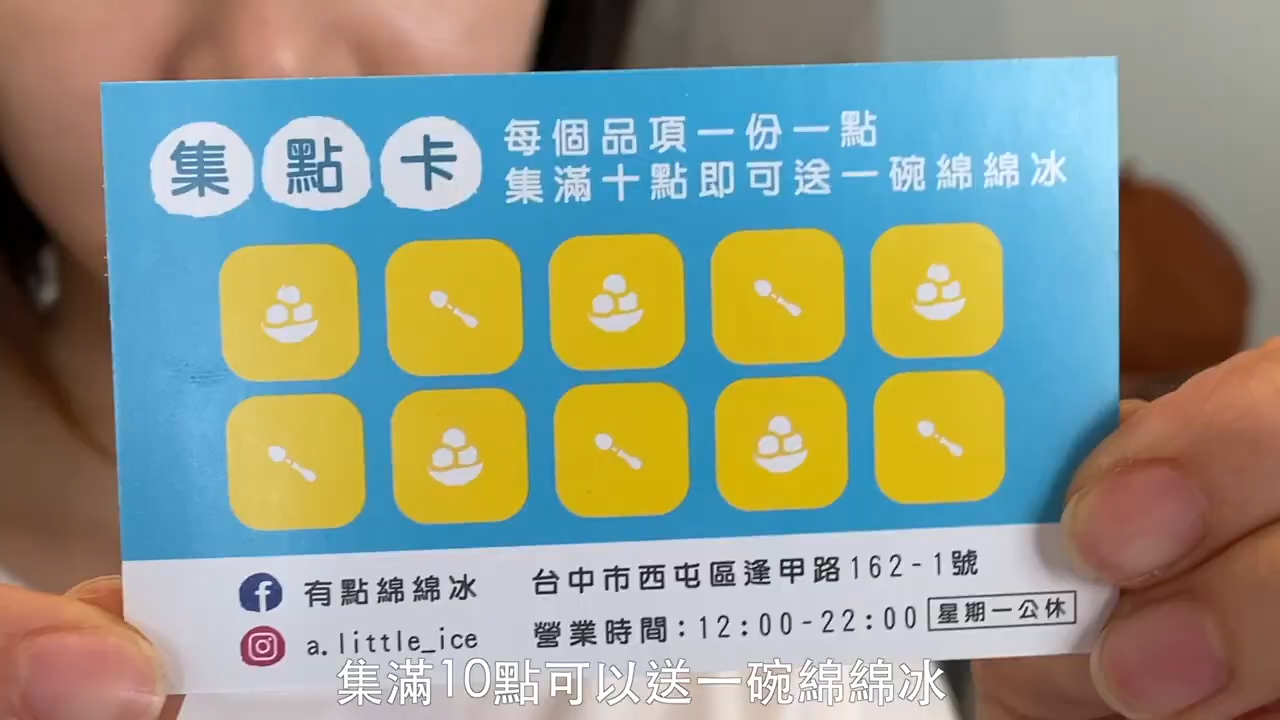 集點卡
每個品項一份一點
集滿十點即可送一碗綿綿冰
有點綿綿冰
a.little_ice
台中市西屯區逢甲路162-1號
營業時間:12:00-22:00 星期一公休
集滿10點可以送一碗綿綿冰